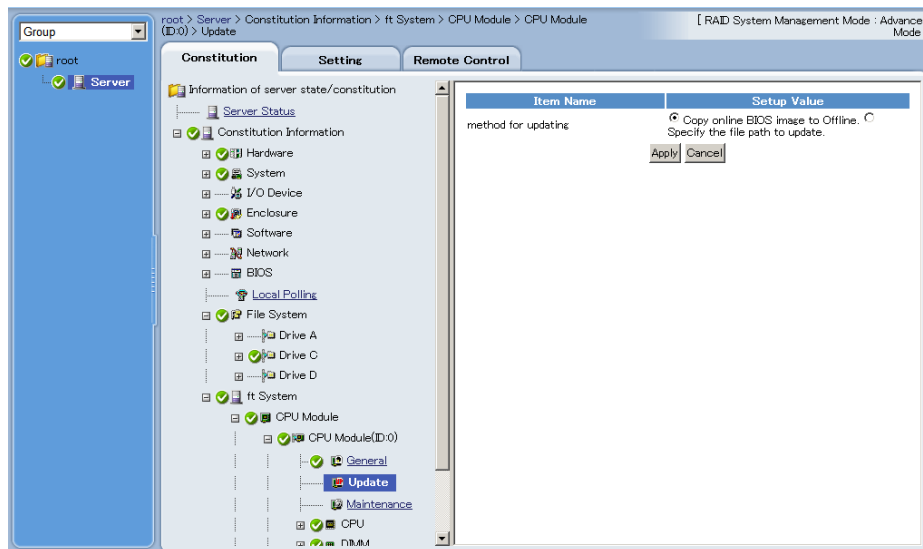 root > Server > Constitution Information > ft System > CPU Module > CPU Module
(ID:0) > Update
[ RAID System Management Mode : Advance
Mode
Group
root
Server
Constitution
Setting
Remote Control
Information of server state/constitution
Server Status
Constitution Information
Hardware
System
I/O Device
Enclosure
Software
Network
BIOS
Local Polling
File System
Drive A
Drive C
Drive D
ft System
CPU Module
CPU Module(ID:0)
General
Update
Maintenance
CPU
DIMM
Item Name
Setup Value
method for updating
Copy online BIOS image to Offline.
Specify the file path to update.
Apply
Cancel